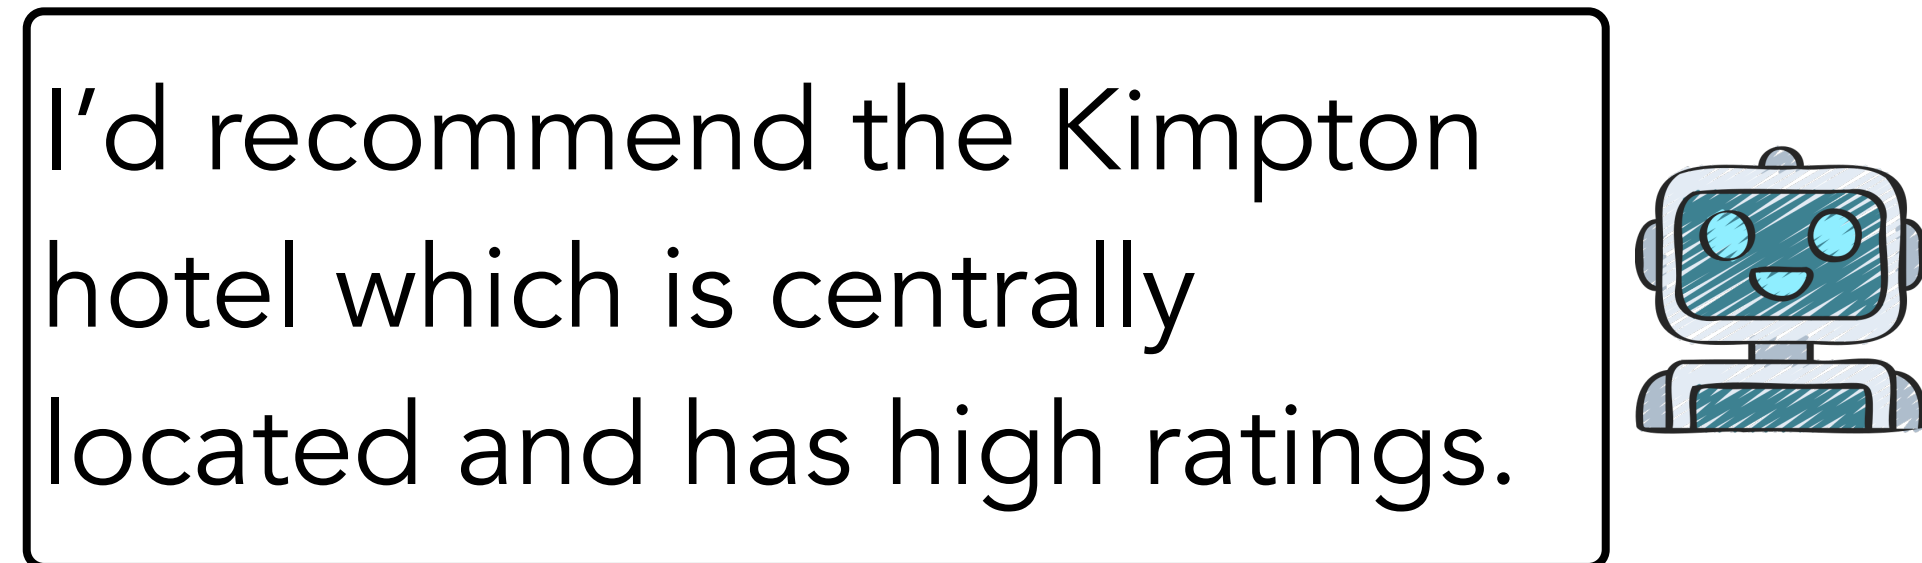 I’d recommend the Kimpton
hotel which is centrally
located and has high ratings.